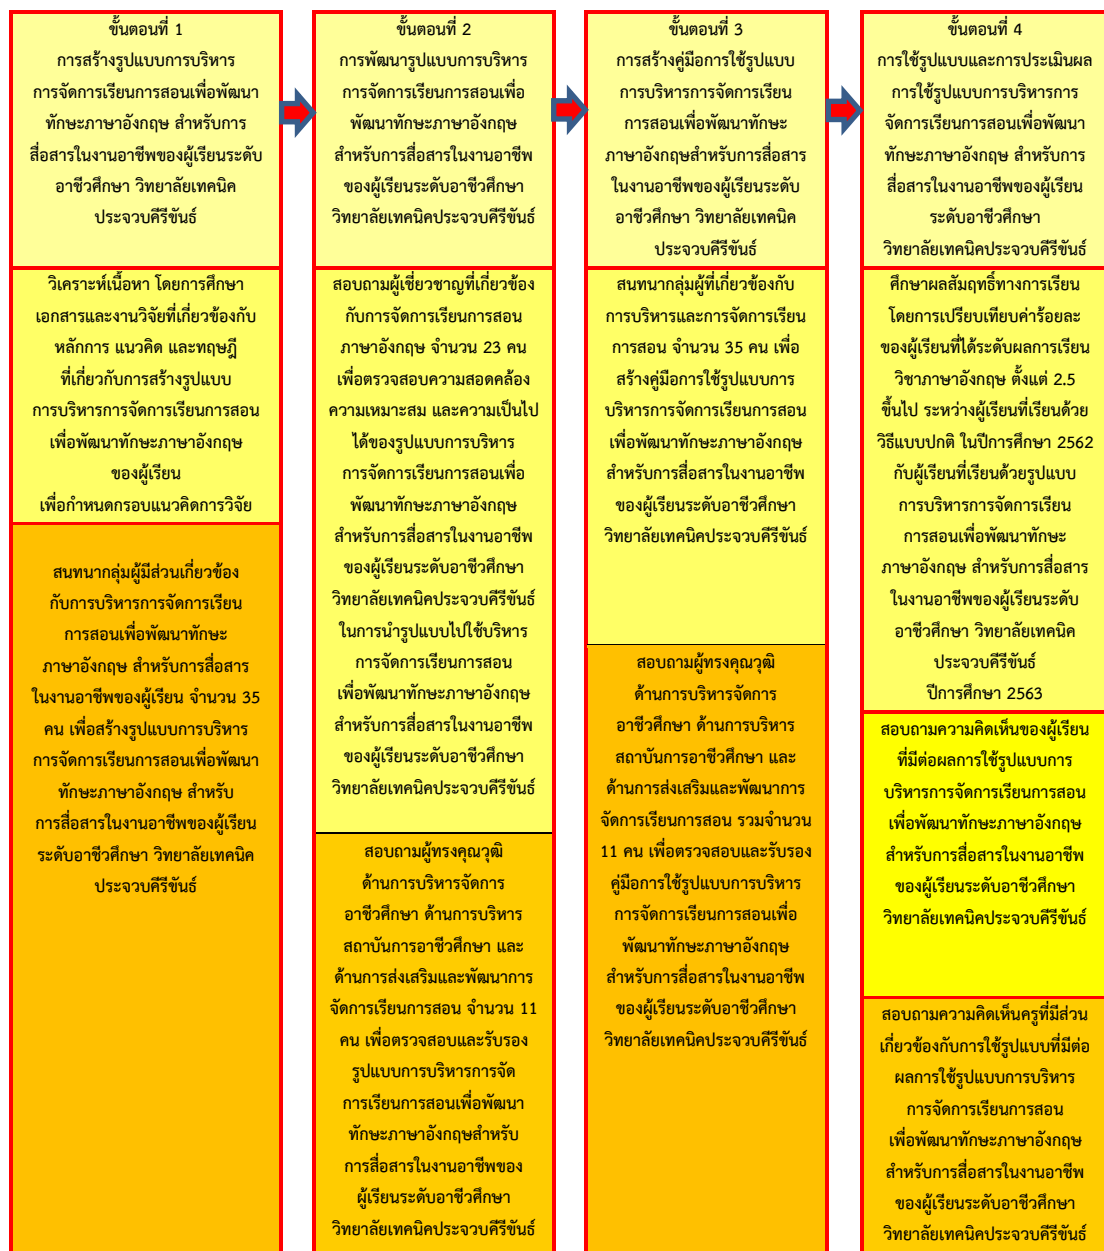 ขั้นตอนที่ 1
การสร้างรูปแบบการบริหาร
การจัดการเรียนการสอนเพื่อพัฒนา
ทักษะภาษาอังกฤษ สำหรับการ
สื่อสารในงานอาชีพของผู้เรียนระดับ
อาชีวศึกษา วิทยาลัยเทคนิค
ประจวบคีรีขันธ์
วิเคราะห์เนื้อหา โดยการศึกษา
เอกสารและงานวิจัยที่เกี่ยวข้องกับ
หลักการ แนวคิด และทฤษฎี
ที่เกี่ยวกับการสร้างรูปแบบ
การบริหารการจัดการเรียนการสอน
เพื่อพัฒนาทักษะภาษาอังกฤษ
ของผู้เรียน
เพื่อกำหนดกรอบแนวคิดการวิจัย
สนทนากลุ่มผู้มีส่วนเกี่ยวข้อง
กับการบริหารการจัดการเรียน
การสอนเพื่อพัฒนาทักษะ
ภาษาอังกฤษ สำหรับการสื่อสาร
ในงานอาชีพของผู้เรียน จำนวน 35
คน เพื่อสร้างรูปแบบการบริหาร
การจัดการเรียนการสอนเพื่อพัฒนา
ทักษะภาษาอังกฤษ สำหรับ
การสื่อสารในงานอาชีพของผู้เรียน
ระดับอาชีวศึกษา วิทยาลัยเทคนิค
ประจวบคีรีขันธ์
ขั้นตอนที่ 2
การพัฒนารูปแบบการบริหาร
การจัดการเรียนการสอนเพื่อ
พัฒนาทักษะภาษาอังกฤษ
สำหรับการสื่อสารในงานอาชีพ
ของผู้เรียนระดับอาชีวศึกษา
วิทยาลัยเทคนิคประจวบคีรีขันธ์
สอบถามผู้เชี่ยวชาญที่เกี่ยวข้อง
กับการจัดการเรียนการสอน
ภาษาอังกฤษ จำนวน 23 คน
เพื่อตรวจสอบความสอดคล้อง
ความเหมาะสม และความเป็นไป
ได้ของรูปแบบการบริหาร
การจัดการเรียนการสอนเพื่อ
พัฒนาทักษะภาษาอังกฤษ
สำหรับการสื่อสารในงานอาชีพ
ของผู้เรียนระดับอาชีวศึกษา
วิทยาลัยเทคนิคประจวบคีรีขันธ์
ในการนำรูปแบบไปใช้บริหาร
การจัดการเรียนการสอน
เพื่อพัฒนาทักษะภาษาอังกฤษ
สำหรับการสื่อสารในงานอาชีพ
ของผู้เรียนระดับอาชีวศึกษา
วิทยาลัยเทคนิคประจวบคีรีขันธ์
สอบถามผู้ทรงคุณวุฒิ
ด้านการบริหารจัดการ
อาชีวศึกษา ด้านการบริหาร
สถาบันการอาชีวศึกษา และ
ด้านการส่งเสริมและพัฒนาการ
จัดการเรียนการสอน จำนวน 11
คน เพื่อตรวจสอบและรับรอง
รูปแบบการบริหารการจัด
การเรียนการสอนเพื่อพัฒนา
ทักษะภาษาอังกฤษสำหรับ
การสื่อสารในงานอาชีพของ
ผู้เรียนระดับอาชีวศึกษา
วิทยาลัยเทคนิคประจวบคีรีขันธ์
ขั้นตอนที่ 3
การสร้างคู่มือการใช้รูปแบบ
การบริหารการจัดการเรียน
การสอนเพื่อพัฒนาทักษะ
ภาษาอังกฤษสำหรับการสื่อสาร
ในงานอาชีพของผู้เรียนระดับ
อาชีวศึกษา วิทยาลัยเทคนิค
ประจวบคีรีขันธ์
สนทนากลุ่มผู้ที่เกี่ยวข้องกับ
การบริหารและการจัดการเรียน
การสอน จำนวน 35 คน เพื่อ
สร้างคู่มือการใช้รูปแบบการ
บริหารการจัดการเรียนการสอน
เพื่อพัฒนาทักษะภาษาอังกฤษ
สำหรับการสื่อสารในงานอาชีพ
ของผู้เรียนระดับอาชีวศึกษา
วิทยาลัยเทคนิคประจวบคีรีขันธ์
สอบถามผู้ทรงคุณวุฒิ
ด้านการบริหารจัดการ
อาชีวศึกษา ด้านการบริหาร
สถาบันการอาชีวศึกษา และ
ด้านการส่งเสริมและพัฒนาการ
จัดการเรียนการสอน รวมจำนวน
11 คน เพื่อตรวจสอบและรับรอง
คู่มือการใช้รูปแบบการบริหาร
การจัดการเรียนการสอนเพื่อ
พัฒนาทักษะภาษาอังกฤษ
สำหรับการสื่อสารในงานอาชีพ
ของผู้เรียนระดับอาชีวศึกษา
วิทยาลัยเทคนิคประจวบคีรีขันธ์
ขั้นตอนที่ 4
การใช้รูปแบบและการประเมินผล
การใช้รูปแบบการบริหารการ
จัดการเรียนการสอนเพื่อพัฒนา
ทักษะภาษาอังกฤษ สำหรับการ
สื่อสารในงานอาชีพของผู้เรียน
ระดับอาชีวศึกษา
วิทยาลัยเทคนิคประจวบคีรีขันธ์
ศึกษาผลสัมฤทธิ์ทางการเรียน
โดยการเปรียบเทียบค่าร้อยละ
ของผู้เรียนที่ได้ระดับผลการเรียน
วิชาภาษาอังกฤษ ตั้งแต่ 2.5
ขึ้นไป ระหว่างผู้เรียนที่เรียนด้วย
วิธีแบบปกติ ในปีการศึกษา 2562
กับผู้เรียนที่เรียนด้วยรูปแบบ
การบริหารการจัดการเรียน
การสอนเพื่อพัฒนาทักษะ
ภาษาอังกฤษ สำหรับการสื่อสาร
ในงานอาชีพของผู้เรียนระดับ
อาชีวศึกษา วิทยาลัยเทคนิค
ประจวบคีรีขันธ์
ปีการศึกษา 2563
สอบถามความคิดเห็นของผู้เรียน
ที่มีต่อผลการใช้รูปแบบการ
บริหารการจัดการเรียนการสอน
เพื่อพัฒนาทักษะภาษาอังกฤษ
สำหรับการสื่อสารในงานอาชีพ
ของผู้เรียนระดับอาชีวศึกษา
วิทยาลัยเทคนิคประจวบคีรีขันธ์
สอบถามความคิดเห็นครูที่มีส่วน
เกี่ยวข้องกับการใช้รูปแบบที่มีต่อ
ผลการใช้รูปแบบการบริหาร
การจัดการเรียนการสอน
เพื่อพัฒนาทักษะภาษาอังกฤษ
สำหรับการสื่อสารในงานอาชีพ
ของผู้เรียนระดับอาชีวศึกษา
วิทยาลัยเทคนิคประจวบคีรีขันธ์